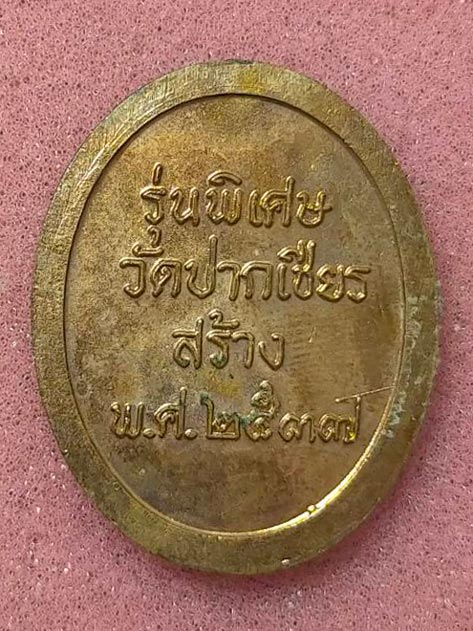 รุ่นพิเศษ
วัดปากเชียร
สร้าง
พ.ศ.๒๕๓๗